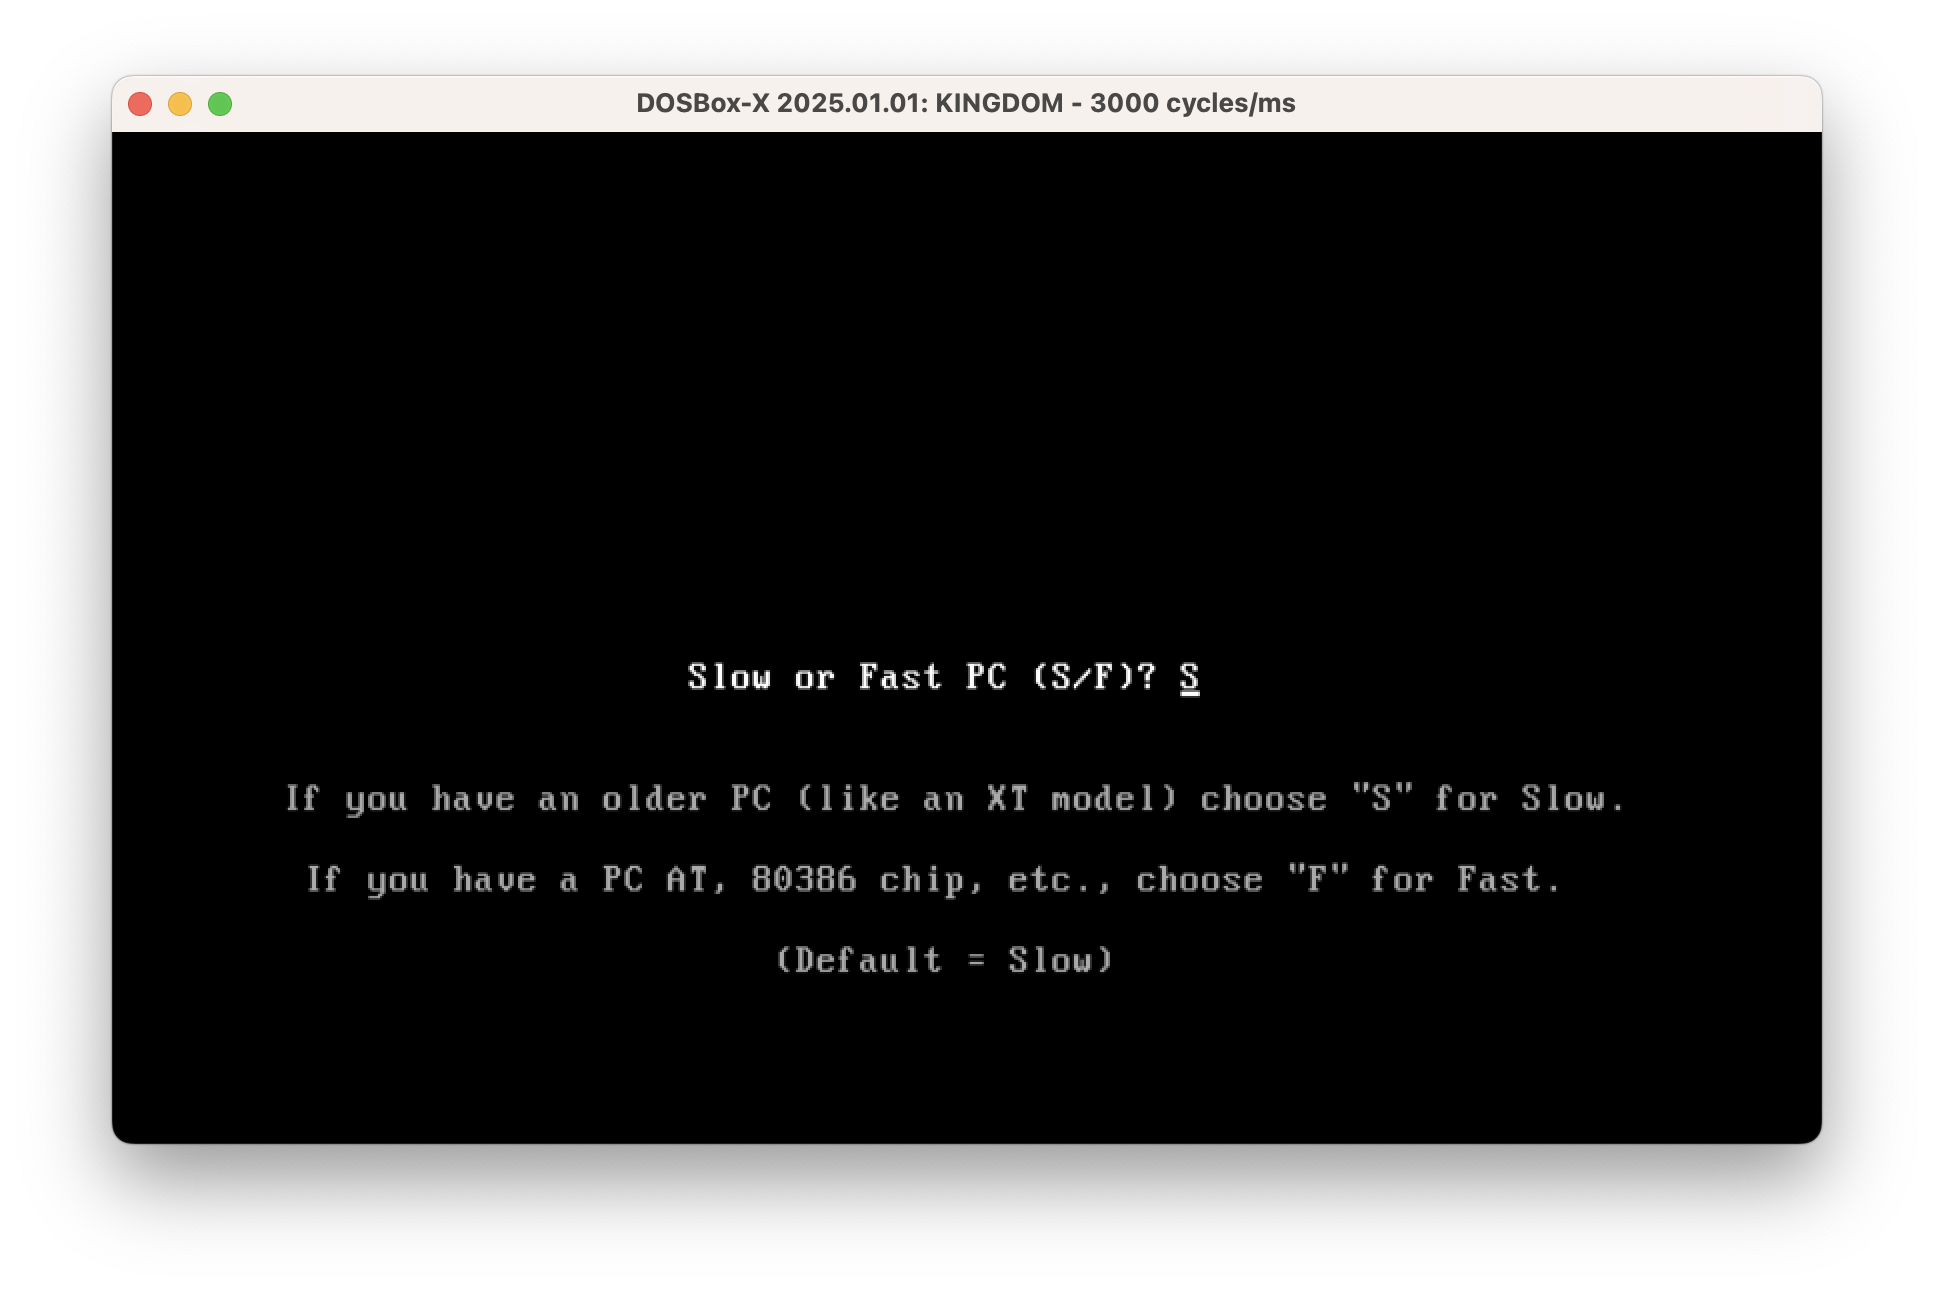 DOSBox-X 2025.01.01: KINGDOM - 3000 cycles/ms
Slow or Fast PC (S/F)? S
If you have an older PC (like an XT model) choose "S" for Slow.
If you have a PC AT, 80386 chip, etc., choose "F" for Fast.
(Default = Slow)